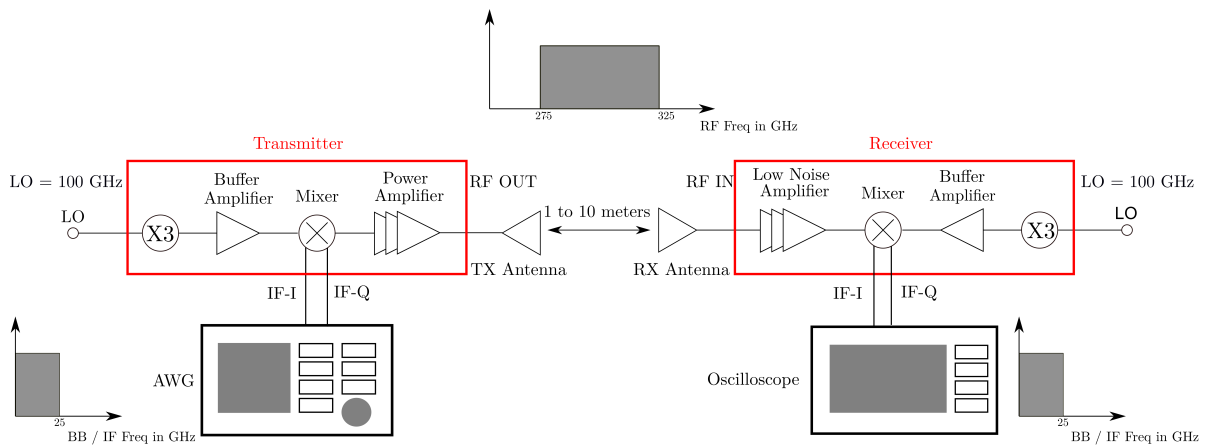 275
325
RF Freq in GHz
Transmitter
Receiver
LO = 100 GHz
Buffer
Amplifier
Mixer
Power
Amplifier
RF OUT
RF IN
Low Noise
Amplifier
Mixer
Buffer
Amplifier
LO = 100 GHz
LO
X3
1 to 10 meters
X3
LO
TX Antenna
RX Antenna
IF-I
IF-Q
IF-I
IF-Q
AWG
Oscilloscope
25
BB / IF Freq in GHz
25
BB / IF Freq in GHz